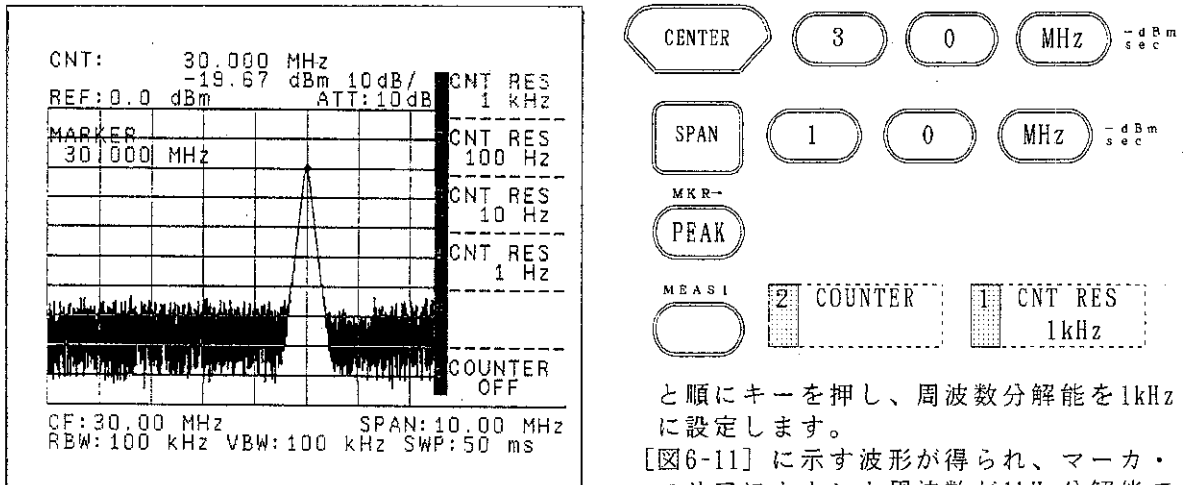 CNT: 30.000 MHz
-19.67 dBm 10dB/
REF:0.0 dBm ATT:10dB
MARKER
30.000 MHz
CNT RES
1 kHz
CNT RES
100 Hz
CNT RES
10 Hz
CNT RES
1 Hz
COUNTER
OFF
CF:30.00 MHz SPAN:10.00 MHz
RBW:100 kHz VBW:100 kHz SWP:50 ms
CENTER 3 0 MHz -dBm
sec
SPAN 1 0 MHz -dBm
sec
MKR→
PEAK
MEAS1
2 COUNTER 1 CNT RES
1kHz
と順にキーを押し、周波数分解能を1kHz
に設定します。
[図6-11] に示す波形が得られ、マーカ・